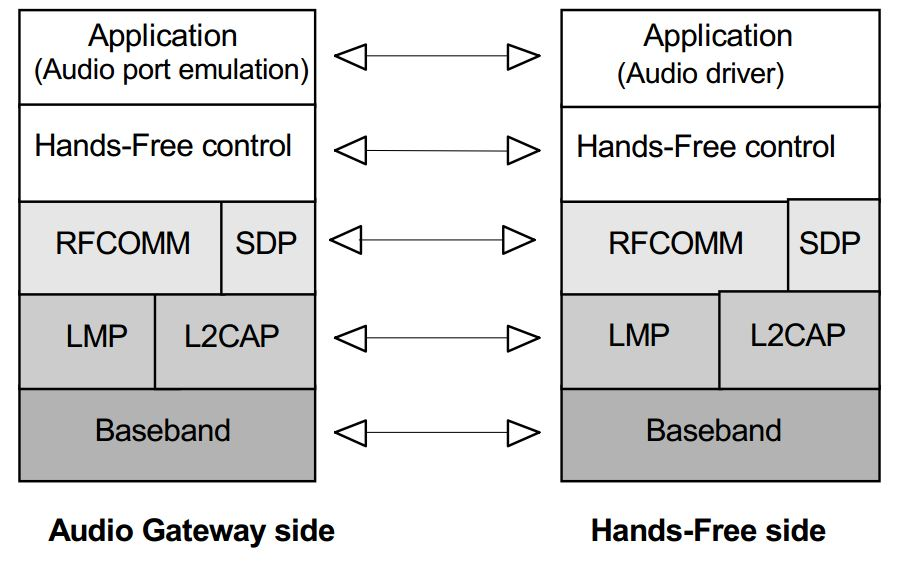 Application
(Audio port emulation)
Hands-Free control
RFCOMM
SDP
LMP
L2CAP
Baseband
Audio Gateway side
Application
(Audio driver)
Hands-Free control
RFCOMM
SDP
LMP
L2CAP
Baseband
Hands-Free side